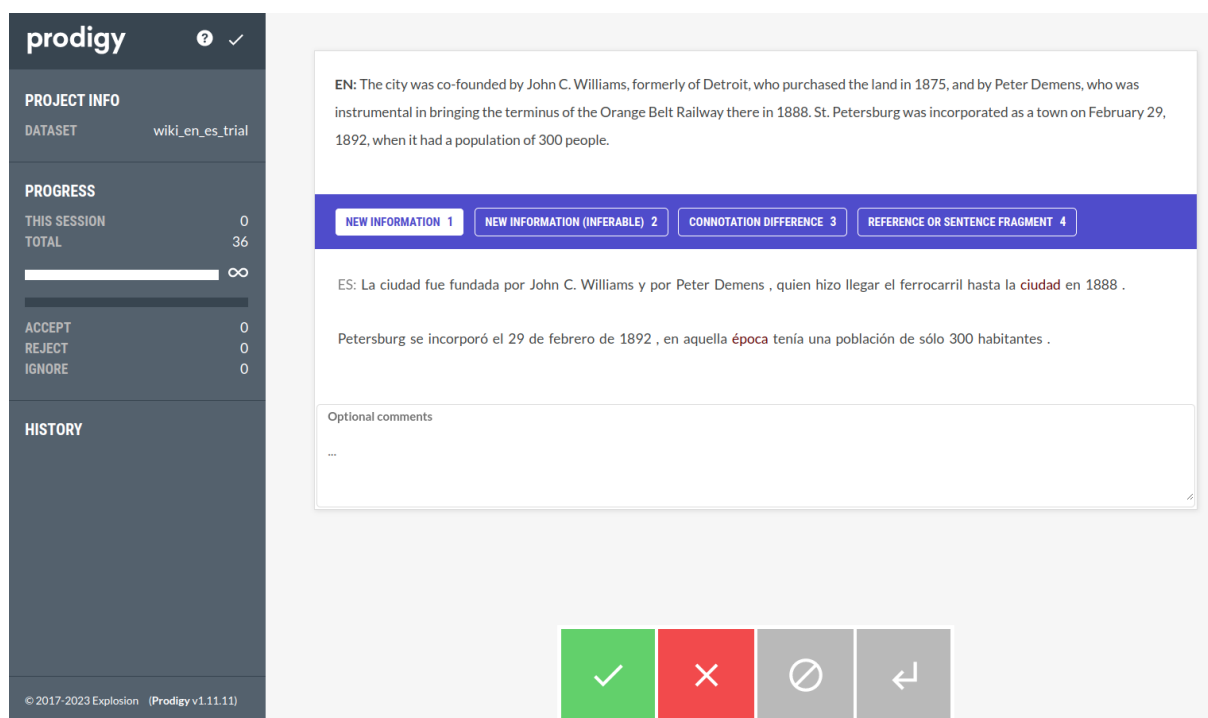 prodigy
PROJECT INFO
DATASET wiki_en_es_trial
PROGRESS
THIS SESSION 0
TOTAL 36
∞
ACCEPT 0
REJECT 0
IGNORE 0
HISTORY
© 2017-2023 Explosion (Prodigy v1.11.11)
EN: The city was co-founded by John C. Williams, formerly of Detroit, who purchased the land in 1875, and by Peter Demens, who was
instrumental in bringing the terminus of the Orange Belt Railway there in 1888. St. Petersburg was incorporated as a town on February 29,
1892, when it had a population of 300 people.
NEW INFORMATION 1 NEW INFORMATION (INFERABLE) 2 CONNOTATION DIFFERENCE 3 REFERENCE OR SENTENCE FRAGMENT 4
ES: La ciudad fue fundada por John C. Williams y por Peter Demens , quien hizo llegar el ferrocarril hasta la ciudad en 1888 .
Petersburg se incorporó el 29 de febrero de 1892 , en aquella época tenía una población de sólo 300 habitantes .
Optional comments
...